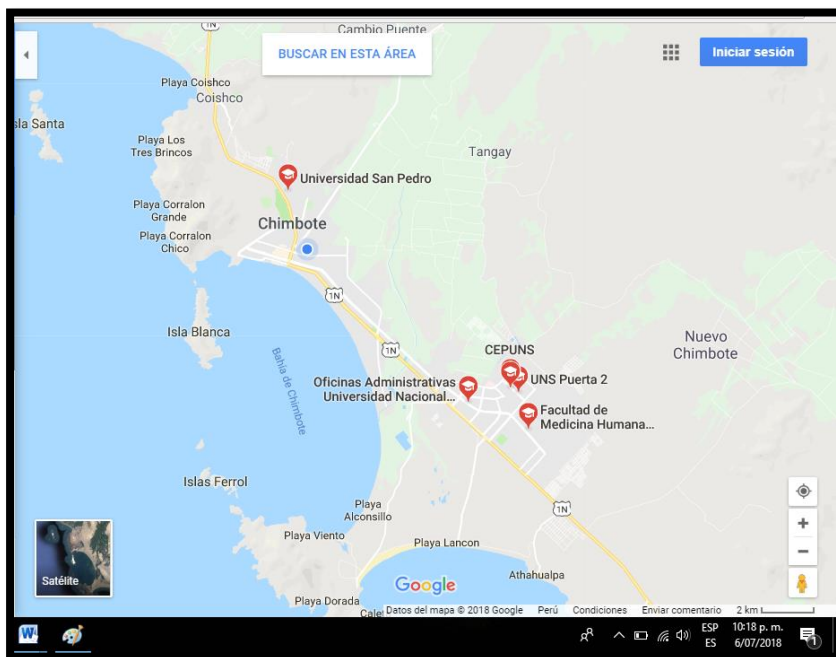 1N
Cambio Puente
BUSCAR EN ESTA ÁREA
Iniciar sesión
Playa Coishco
Coishco
Isla Santa
Playa Los
Tres Brincos
Tangay
Universidad San Pedro
Playa Corralon
Grande
Chimbote
Playa Corralon
Chico
1N
Isla Blanca
Nuevo
Chimbote
1N
CEPUNS
Bahía de Chimbote
Oficinas Administrativas
Universidad Nacional...
UNS Puerta 2
Facultad de
Medicina Humana...
Islas Ferrol
Playa
Alconsillo
1N
Playa Viento
Playa Lancon
Satélite
Google
Athahualpa
Playa Dorada
Datos del mapa © 2018 Google Perú Condiciones Enviar comentario 2 km
W
ESP
ES
10:18 p. m.
6/07/2018
1